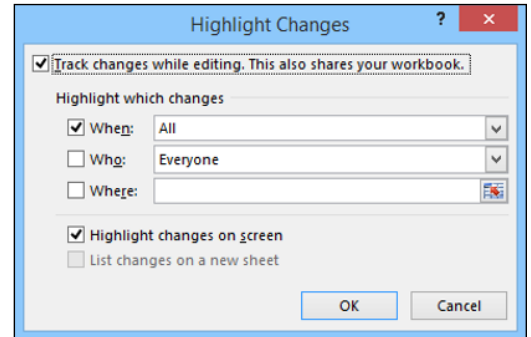 Highlight Changes
?
Track changes while editing. This also shares your workbook.
Highlight which changes
When: All
Who: Everyone
Where:
Highlight changes on screen
List changes on a new sheet
OK Cancel